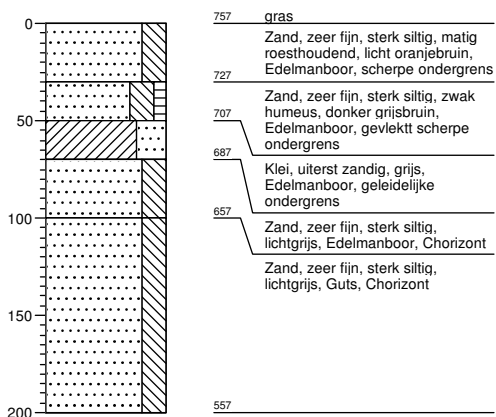 0
50
100
150
200
757 gras
Zand, zeer fijn, sterk siltig, matig
roesthoudend, licht oranjebruin,
Edelmanboor, scherpe ondergrens
727
Zand, zeer fijn, sterk siltig, zwak
humeus, donker grijsbruin,
Edelmanboor, gevlektt scherpe
ondergrens
707
Klei, uiterst zandig, grijs,
Edelmanboor, geleidelijke
ondergrens
687
Zand, zeer fijn, sterk siltig,
lichtgrijs, Edelmanboor, Chorizont
657
Zand, zeer fijn, sterk siltig,
lichtgrijs, Guts, Chorizont
557